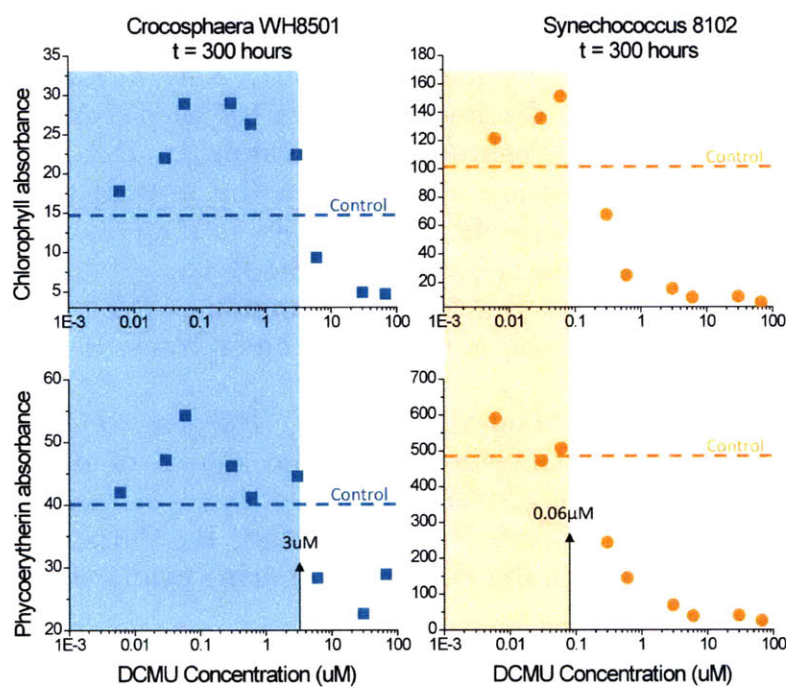 Crocosphaera WH8501
t = 300 hours
Synechococcus 8102
t = 300 hours
Chlorophyll absorbance
35
30
25
20
15
10
5
Control
1E-3 0.01 0.1 1 10 100
180
160
140
120
100
80
60
40
20
Control
1E-3 0.01 0.1 1 10 100
Phycoerytherin absorbance
60
50
40
30
20
Control
3uM
1E-3 0.01 0.1 1 10 100
DCMU Concentration (uM)
700
600
500
400
300
200
100
0
Control
0.06µM
1E-3 0.01 0.1 1 10 100
DCMU Concentration (uM)